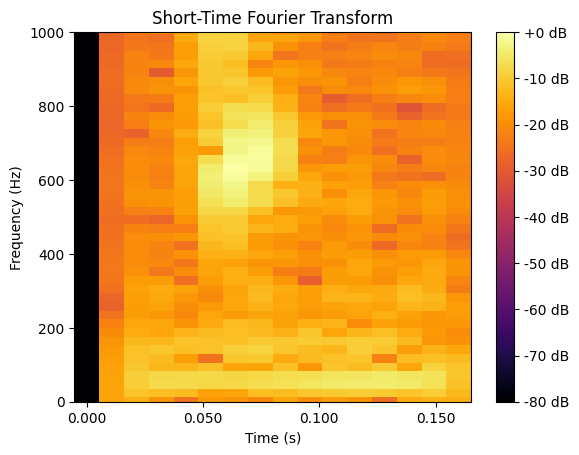 Short-Time Fourier Transform
1000
800
600
400
200
0
Frequency (Hz)
0.000
0.050
0.100
0.150
Time (s)
+0 dB
-10 dB
-20 dB
-30 dB
-40 dB
-50 dB
-60 dB
-70 dB
-80 dB